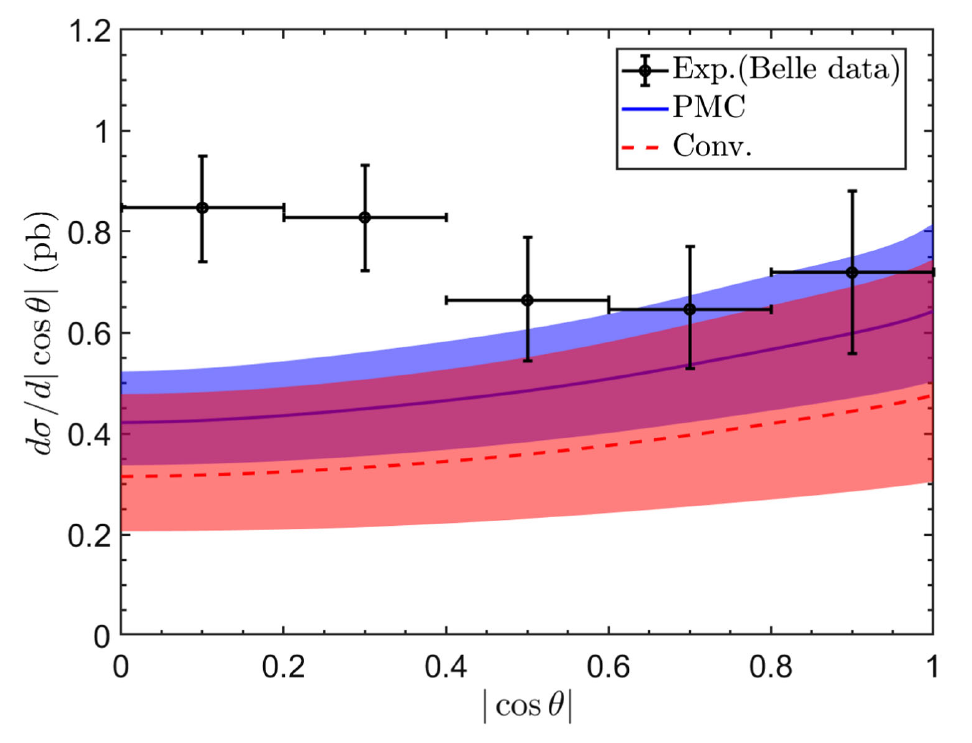 1.2
1
0.8
0.6
0.4
0.2
0
dσ/d|cosθ| (pb)
Exp.(Belle data)
PMC
Conv.
0 0.2 0.4 0.6 0.8 1
|cosθ|